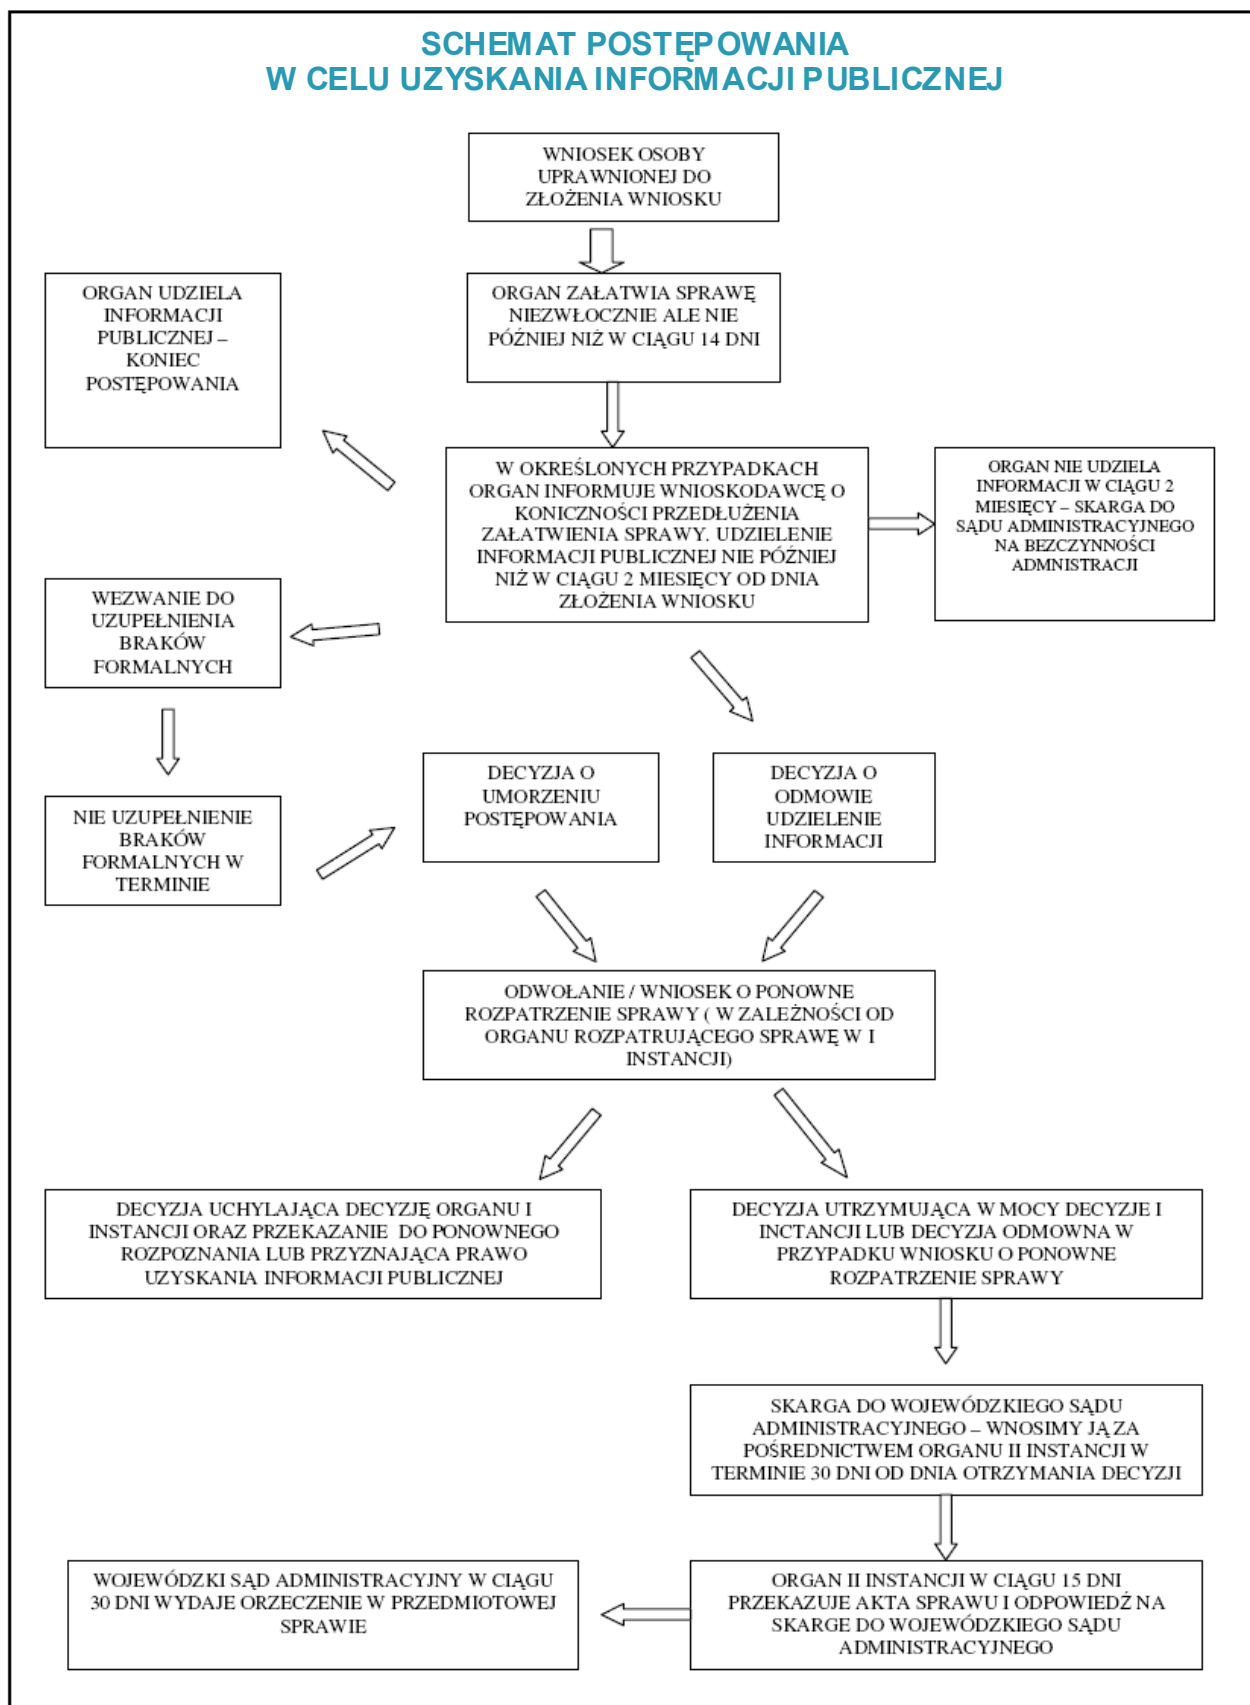 SCHEMAT POSTĘPOWANIA
W CELU UZYSKANIA INFORMACJI PUBLICZNEJ
WNIOSEK OSOBY
UPRAWNIONEJ DO
ZŁOŻENIA WNIOSKU
ORGAN UDZIELA
INFORMACJI
PUBLICZNEJ –
KONIEC
POSTĘPOWANIA
ORGAN ZAŁATWIA SPRAWĘ
NIEZWŁOCZNIE ALE NIE
PÓŹNIEJ NIŻ W CIĄGU 14 DNI
W OKREŚLONYCH PRZYPADKACH
ORGAN INFORMUJE WNIOSKODAWCĘ O
KONICZNOŚCI PRZEDŁUŻENIA
ZAŁATWIENIA SPRAWY. UDZIELENIE
INFORMACJI PUBLICZNEJ NIE PÓŹNIEJ
NIŻ W CIĄGU 2 MIESIĘCY OD DNIA
ZŁOŻENIA WNIOSKU
ORGAN NIE UDZIELA
INFORMACJI W CIĄGU 2
MIESIĘCY – SKARGA DO
SĄDU ADMINISTRACYJNEGO
NA BEZCZYNNOŚCI
ADMNISTRACJI
WEZWANIE DO
UZUPEŁNIENIA
BRAKÓW
FORMALNYCH
NIE UZUPEŁNIENIE
BRAKÓW
FORMALNYCH W
TERMINIE
DECYZJA O
UMORZENIU
POSTĘPOWANIA
DECYZJA O
ODMOWIE
UDZIELENIE
INFORMACJI
ODWOŁANIE / WNIOSEK O PONOWNE
ROZPATRZENIE SPRAWY ( W ZALEŻNOŚCI OD
ORGANU ROZPATRUJĄCEGO SPRAWĘ W I
INSTANCJI)
DECYZJA UCHYLAJĄCA DECYZJĘ ORGANU I
INSTANCJI ORAZ PRZEKAZANIE DO PONOWNEGO
ROZPOZNANIA LUB PRZYZNAJĄCA PRAWO
UZYSKANIA INFORMACJI PUBLICZNEJ
DECYZJA UTRZYMUJĄCA W MOCY DECYZJE I
INCTANCJI LUB DECYZJA ODMOWNA W
PRZYPADKU WNIOSKU O PONOWNE
ROZPATRZENIE SPRAWY
SKARGA DO WOJEWÓDZKIEGO SĄDU
ADMINISTRACYJNEGO – WNOSIMY JĄ ZA
POŚREDNICTWEM ORGANU II INSTANCJI W
TERMINIE 30 DNI OD DNIA OTRZYMANIA DECYZJI
ORGAN II INSTANCJI W CIĄGU 15 DNI
PRZEKAZUJE AKTA SPRAWU I ODPOWIEDŹ NA
SKARGE DO WOJEWÓDZKIEGO SĄDU
ADMINISTRACYJNEGO
WOJEWÓDZKI SĄD ADMINISTRACYJNY W CIĄGU
30 DNI WYDAJE ORZECZENIE W PRZEDMIOTOWEJ
SPRAWIE